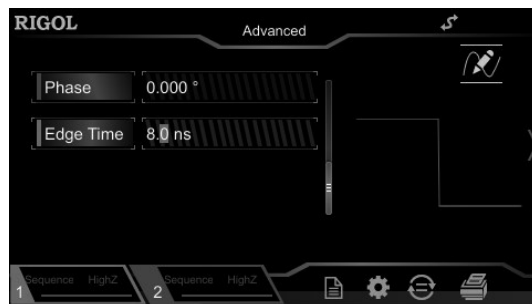 RIGOL
Advanced
Phase 0.000 °
Edge Time 8.0 ns
1 Sequence HighZ
2 Sequence HighZ